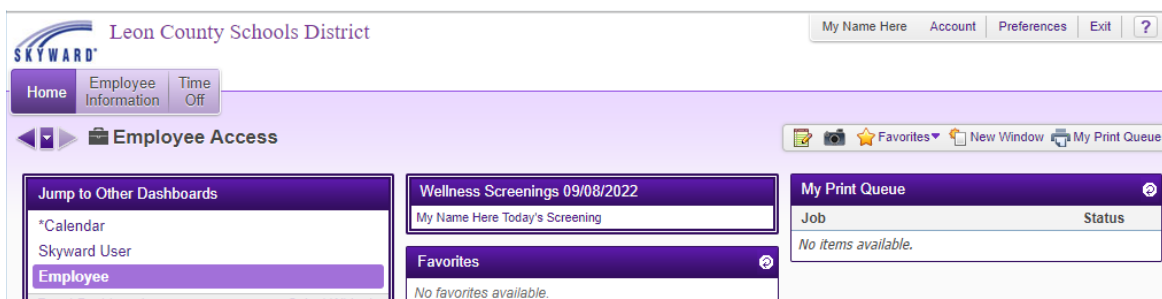 Leon County Schools District
SKYWARD
My Name Here Account Preferences Exit ?
Home
Employee Information
Time Off
Employee Access
Favorites New Window My Print Queue
Jump to Other Dashboards
*Calendar
Skyward User
Employee
Wellness Screenings 09/08/2022
My Name Here Today's Screening
Favorites
No favorites available.
My Print Queue
Job Status
No items available.